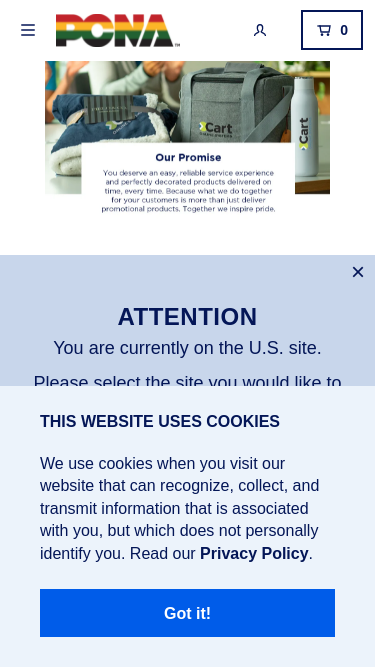 PCNA™
0
xCart
xCart
Our Promise
You deserve an easy, reliable service experience
and perfectly decorated products delivered on
time, every time. Because what we do together
for your customers is more than just deliver
promotional products. Together we inspire pride.
ATTENTION
You are currently on the U.S. site.
Please select the site you would like to
THIS WEBSITE USES COOKIES
We use cookies when you visit our
website that can recognize, collect, and
transmit information that is associated
with you, but which does not personally
identify you. Read our Privacy Policy.
Got it!